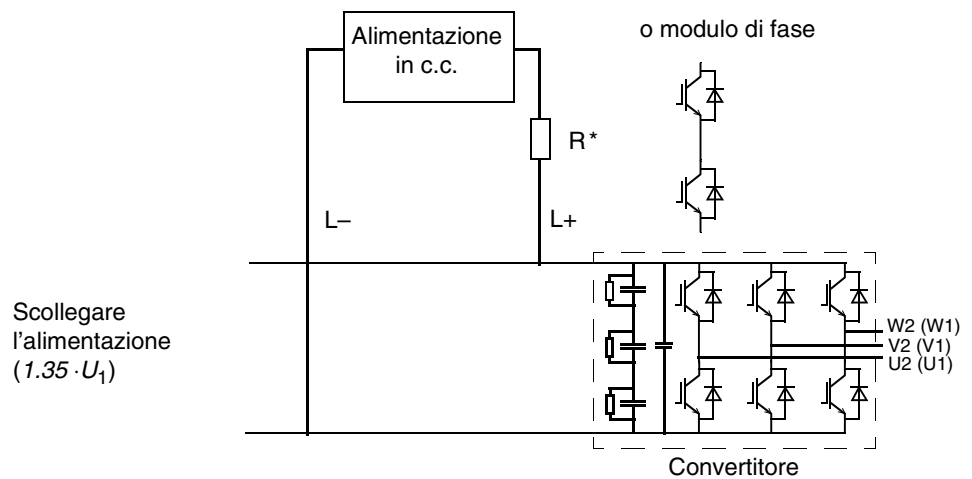 Alimentazione
in c.c.
o modulo di fase
R*
L–
L+
Scollegare
l'alimentazione
(1.35 ·U1)
W2 (W1)
V2 (V1)
U2 (U1)
Convertitore